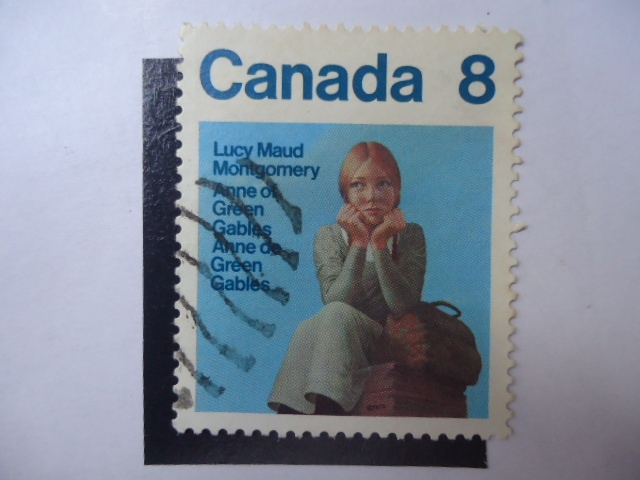 Canada 8
Lucy Maud
Montgomery
Anne of
Green
Gables
Anne de
Green
Gables